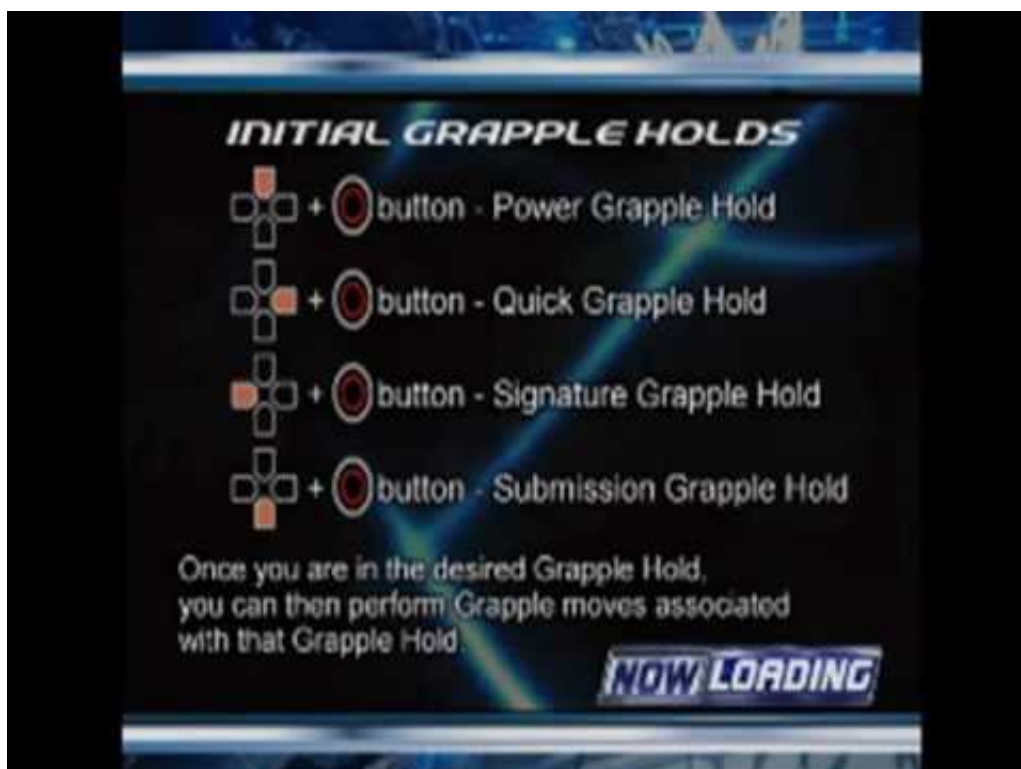 INITIAL GRAPPLE HOLDS
+ button - Power Grapple Hold
+ button - Quick Grapple Hold
+ button - Signature Grapple Hold
+ button - Submission Grapple Hold
Once you are in the desired Grapple Hold,
you can then perform Grapple moves associated
with that Grapple Hold.
NOW LOADING